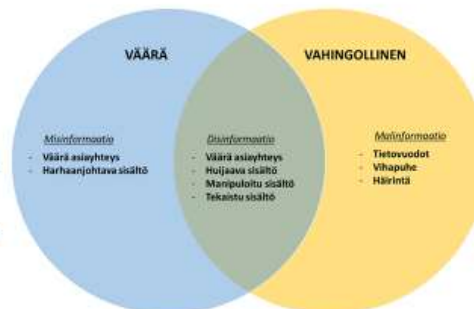 VÄÄRÄ
VAHINGOLLINEN
Misinformaatio
- Väärä asiayhteys
- Harhaanjohtava sisältö
Disinformaatio
- Väärä asiayhteys
- Huijaava sisältö
- Manipuloitu sisältö
- Tekaistu sisältö
Malinformaatio
- Tietovuodot
- Vihapuhe
- Häirintä